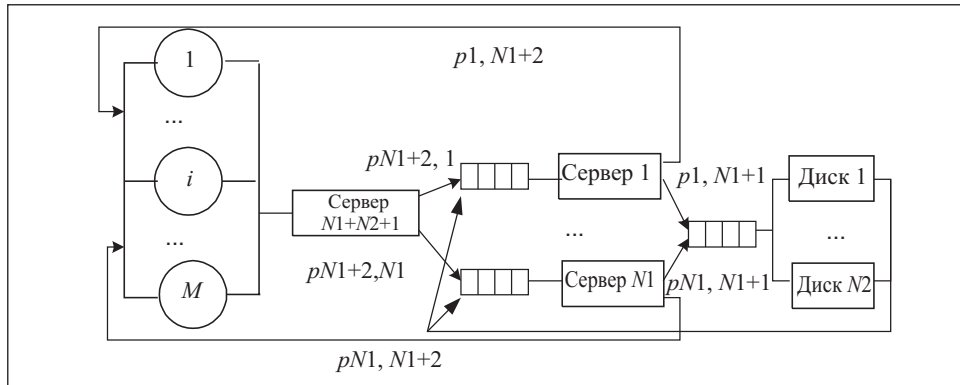 p1, N1+2
1
...
pN1+2, 1
Сервер 1
p1, N1+1
Диск 1
i
Сервер
N1+N2+1
...
...
...
pN1+2,N1
M
Сервер N1
pN1, N1+1
Диск N2
pN1, N1+2